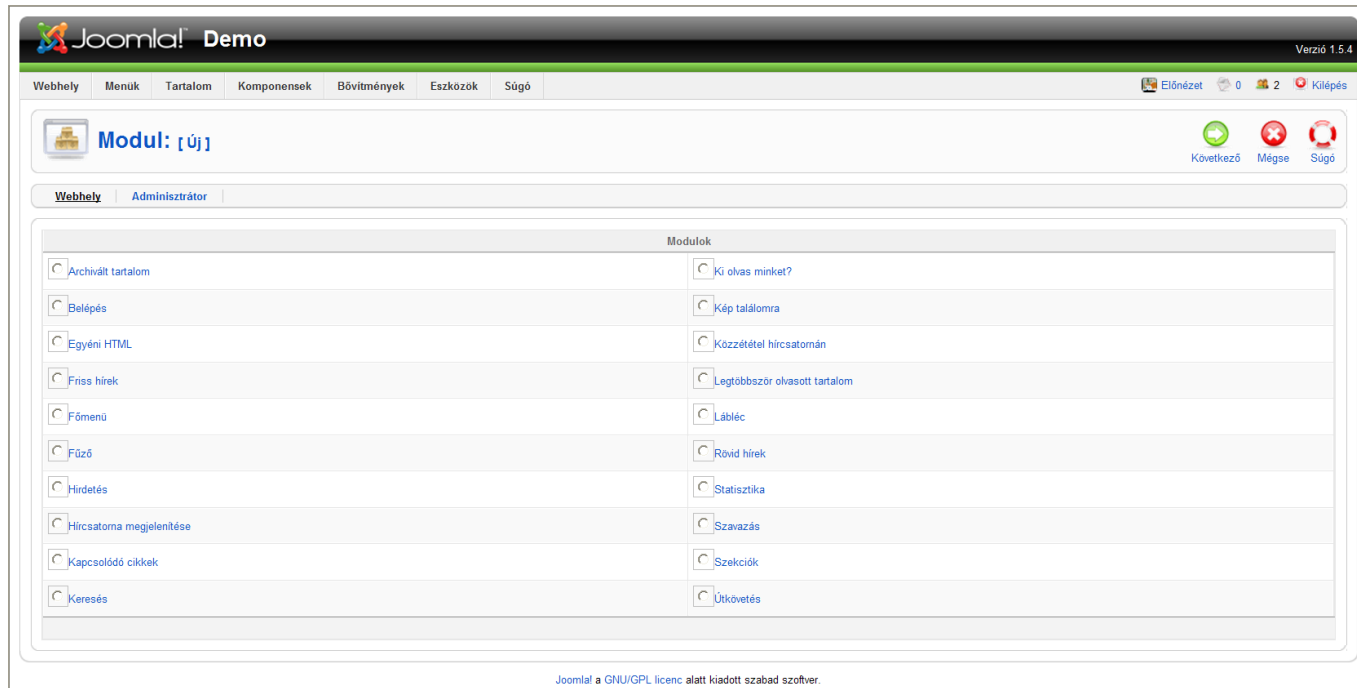 Joomla! Demo
Verzió 1.5.4
Webhely Menük Tartalom Komponensek Bővítmények Eszközök Súgó Előnézet 0 2 Kilépés
Modul: [ Új ]
Következő Mégse Súgó
Webhely Adminisztrátor
Modulok
Archivált tartalom Ki olvas minket?
Belépés Kép találomra
Egyéni HTML Közzététel hírcsatornán
Friss hírek Legtöbbször olvasott tartalom
Főmenü Lábléc
Fűző Rövid hírek
Hirdetés Statisztika
Hírcsatorna megjelenítése Szavazás
Kapcsolódó cikkek Szekciók
Keresés Útkövetés
Joomla! a GNU/GPL licenc alatt kiadott szabad szoftver.